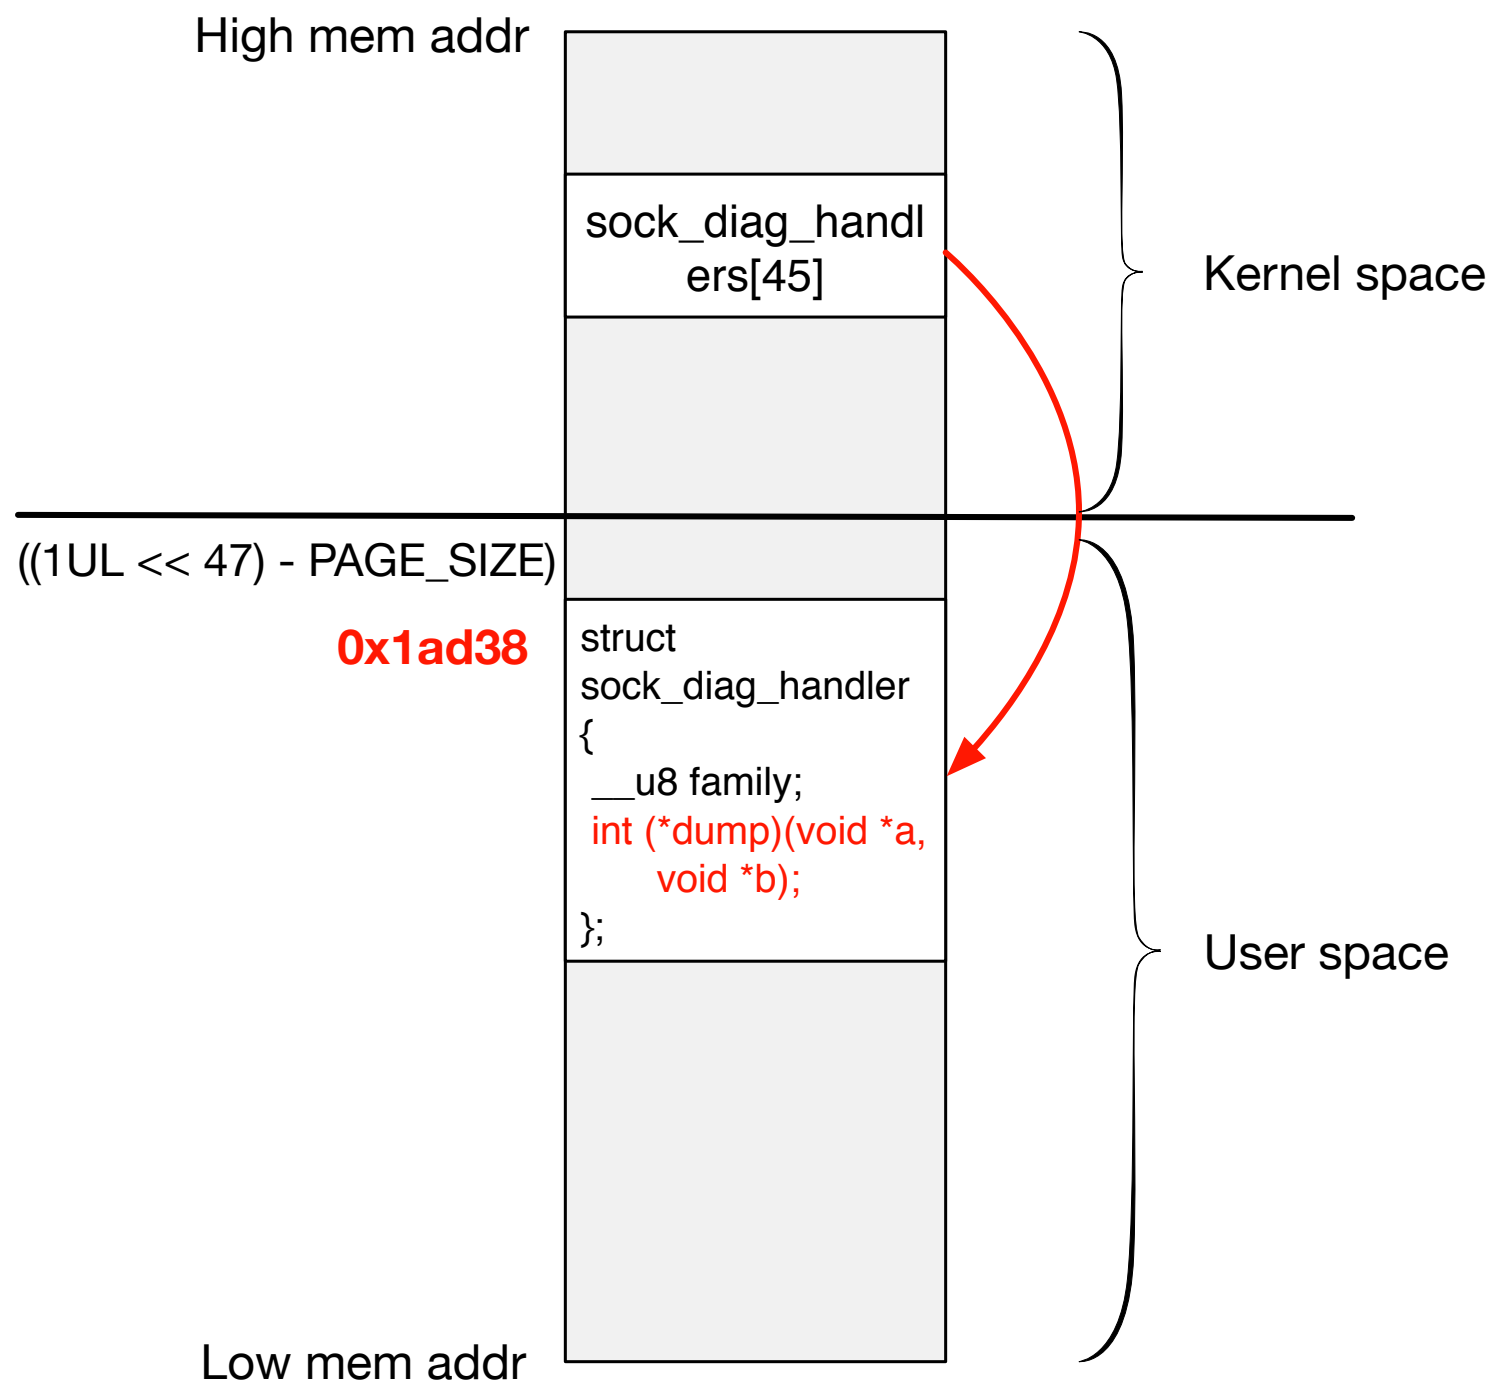 High mem addr
sock_diag_handl
ers[45]
Kernel space
((1UL << 47) - PAGE_SIZE)
0x1ad38
struct
sock_diag_handler
{
__u8 family;
int (*dump)(void *a,
void *b);
};
User space
Low mem addr